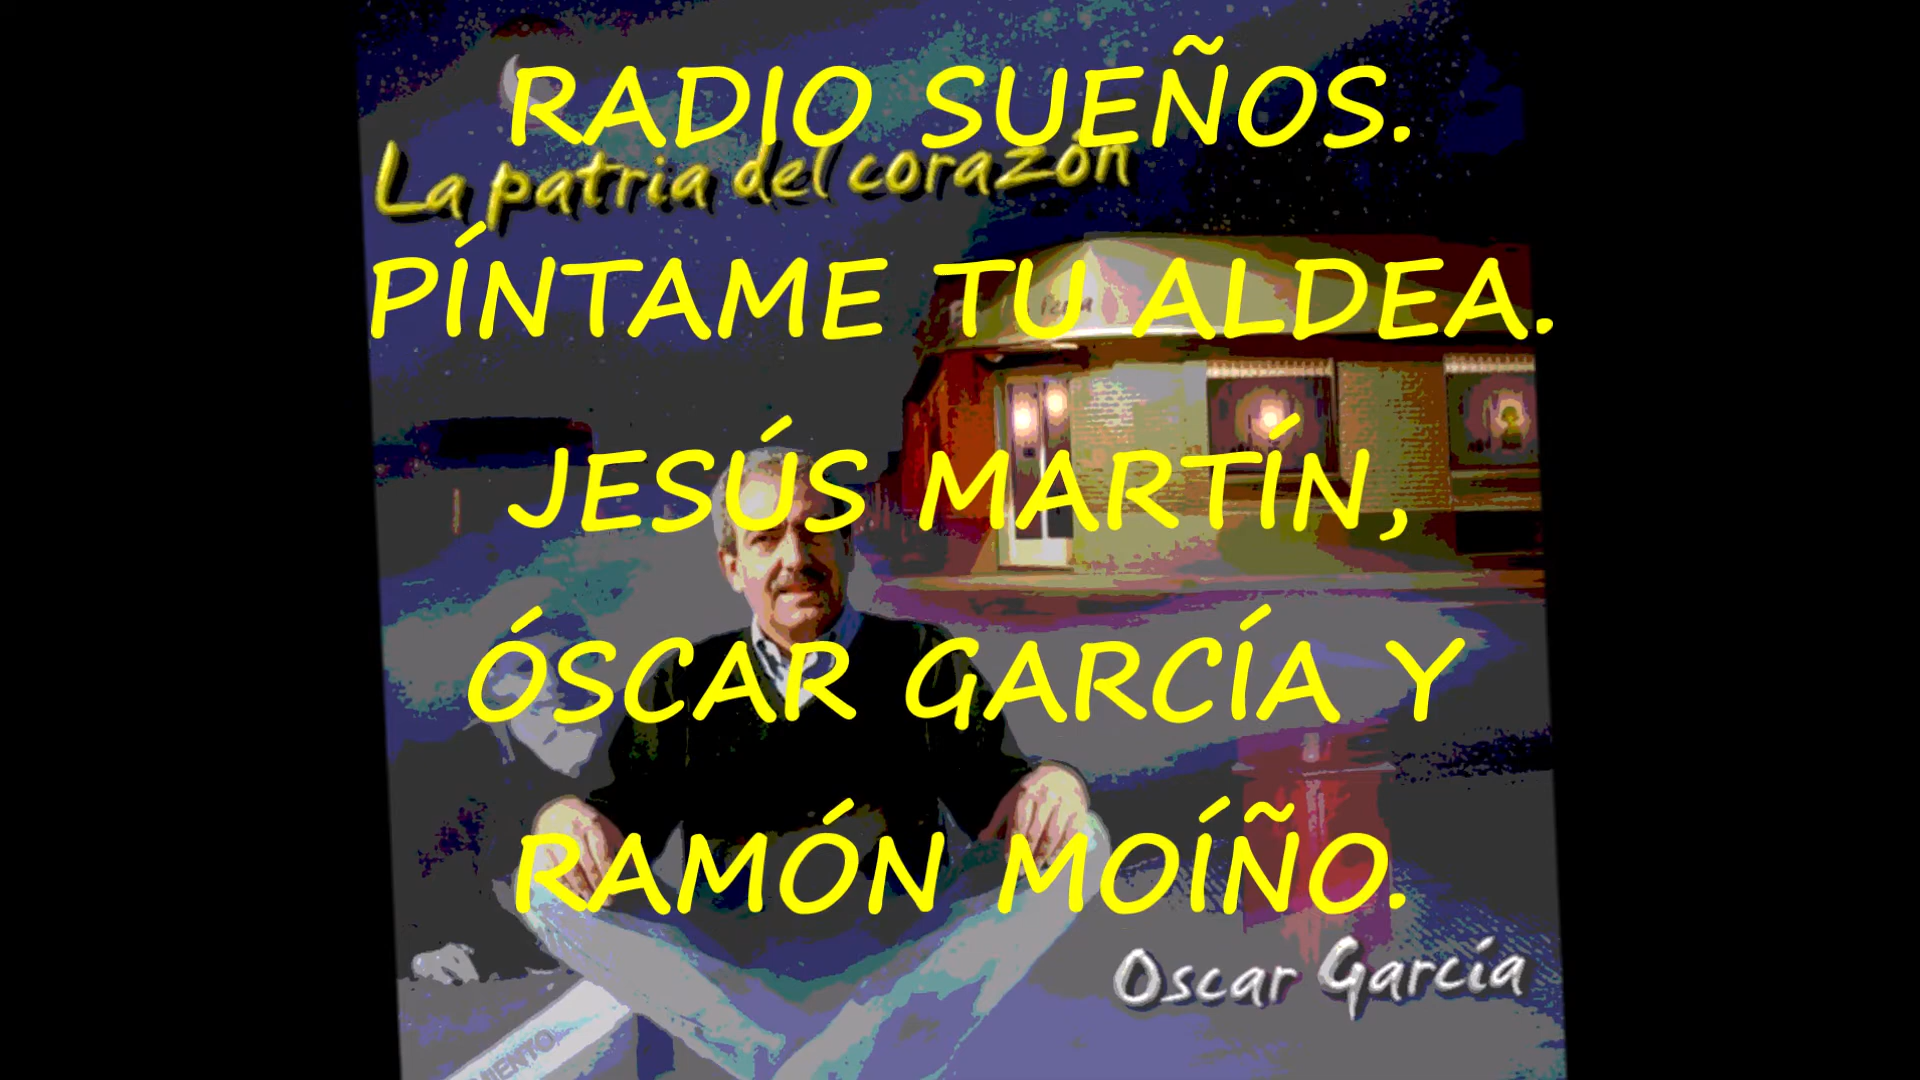 RADIO SUEÑOS.
La patria del corazón
PÍNTAME TU ALDEA.
JESÚS MARTÍN,
ÓSCAR GARCÍA Y
RAMÓN MOÍÑO.
Oscar García